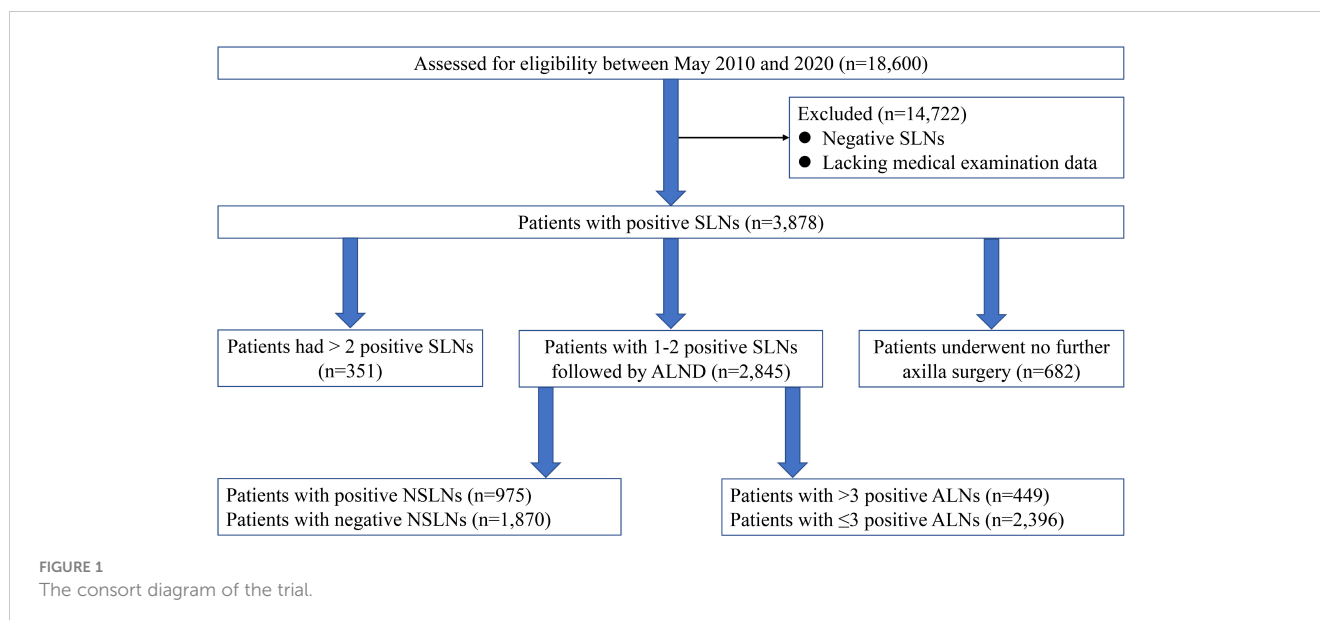 Assessed for eligibility between May 2010 and 2020 (n=18,600)
Excluded (n=14,722)
● Negative SLNs
● Lacking medical examination data
Patients with positive SLNs (n=3,878)
Patients had > 2 positive SLNs
(n=351)
Patients with 1-2 positive SLNs
followed by ALND (n=2,845)
Patients underwent no further
axilla surgery (n=682)
Patients with positive NSLNs (n=975)
Patients with negative NSLNs (n=1,870)
Patients with >3 positive ALNs (n=449)
Patients with ≤3 positive ALNs (n=2,396)
FIGURE 1
The consort diagram of the trial.